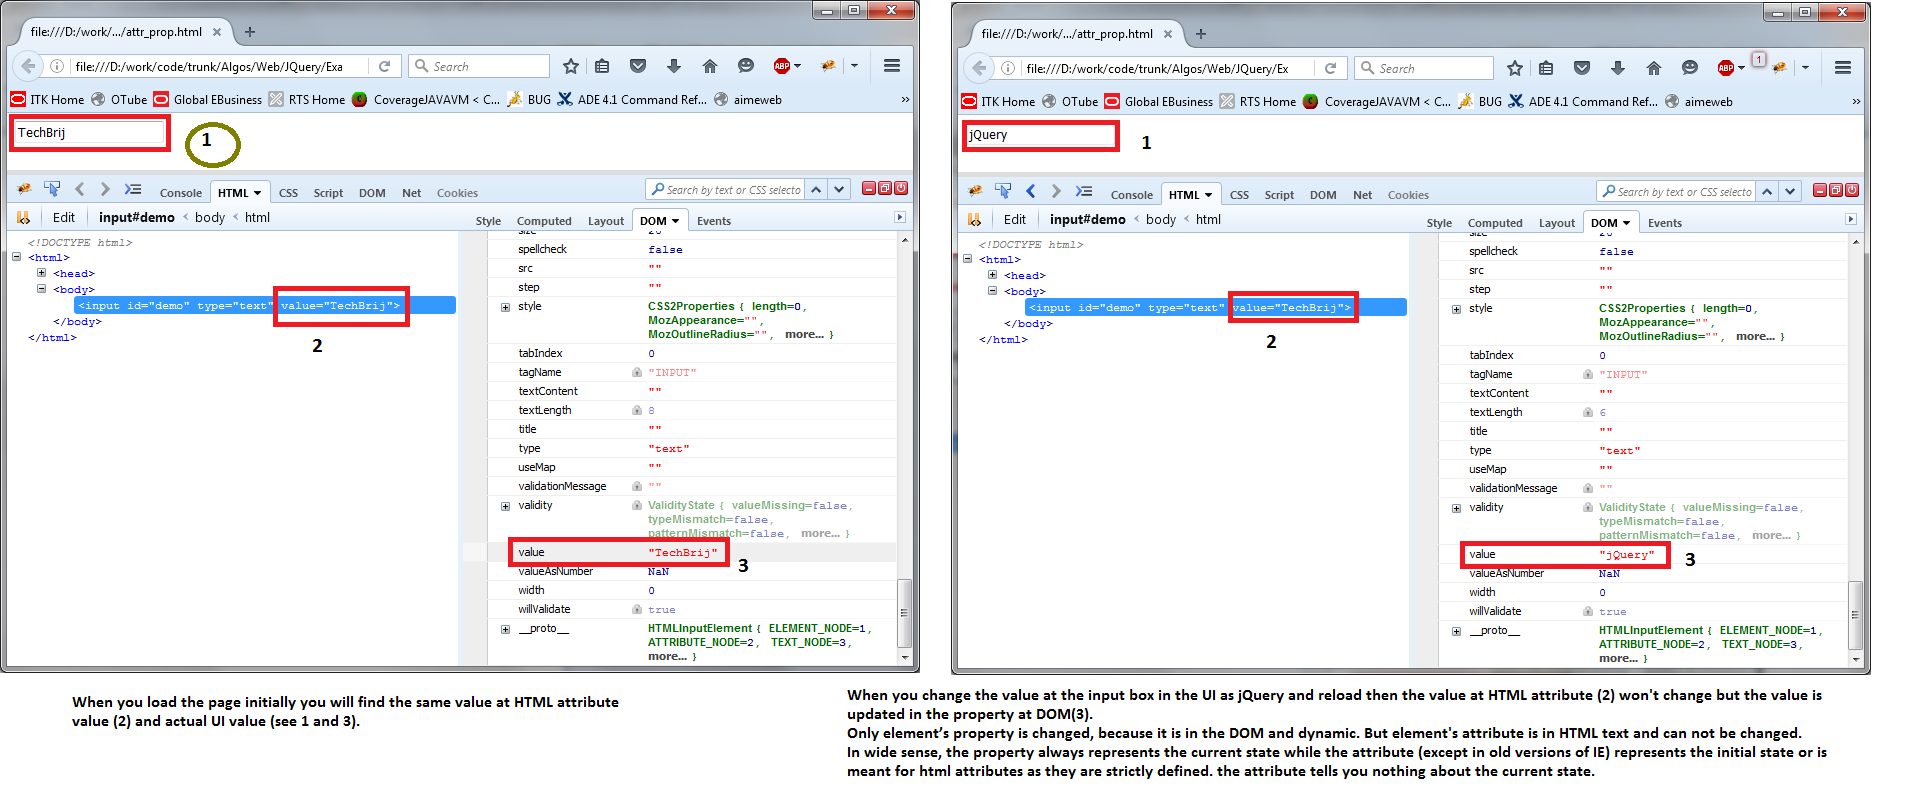 file:///D:/work/.../attr_prop.html
file:///D:/work/code/trunk/Algos/Web/JQuery/Exa
Search
ABP
ITK Home OTube Global EBusiness RTS Home CoverageJAVAVM < C... BUG ADE 4.1 Command Ref... aimeweb
TechBrij
1
Console HTML CSS Script DOM Net Cookies
Search by text or CSS selecto
Edit input#demo < body < html
Style Computed Layout DOM Events
<!DOCTYPE html>
<html>
<head>
<body>
<input id="demo" type="text" value="TechBrij">
</body>
</html>
2
size 20
spellcheck false
src ""
step ""
style CSS2Properties { length=0,
MozAppearance="",
MozOutlineRadius="", more... }
tabIndex 0
tagName "INPUT"
textContent ""
textLength 8
title ""
type "text"
useMap ""
validationMessage ""
validity ValidityState { valueMissing=false,
typeMismatch=false,
patternMismatch=false, more... }
value "TechBrij"
3
valueAsNumber NaN
width 0
willValidate true
__proto__ HTMLInputElement { ELEMENT_NODE=1,
ATTRIBUTE_NODE=2, TEXT_NODE=3,
more... }
When you load the page initially you will find the same value at HTML attribute
value (2) and actual UI value (see 1 and 3).
file:///D:/work/.../attr_prop.html
file:///D:/work/code/trunk/Algos/Web/JQuery/Ex
Search
ABP
1
ITK Home OTube Global EBusiness RTS Home CoverageJAVAVM < C... BUG ADE 4.1 Command Ref... aimeweb
jQuery
1
Console HTML CSS Script DOM Net Cookies
Search by text or CSS selecto
Edit input#demo < body < html
Style Computed Layout DOM Events
<!DOCTYPE html>
<html>
<head>
<body>
<input id="demo" type="text" value="TechBrij">
</body>
</html>
2
size 20
spellcheck false
src ""
step ""
style CSS2Properties { length=0,
MozAppearance="",
MozOutlineRadius="", more... }
tabIndex 0
tagName "INPUT"
textContent ""
textLength 6
title ""
type "text"
useMap ""
validationMessage ""
validity ValidityState { valueMissing=false,
typeMismatch=false,
patternMismatch=false, more... }
value "jQuery"
3
valueAsNumber NaN
width 0
willValidate true
__proto__ HTMLInputElement { ELEMENT_NODE=1,
ATTRIBUTE_NODE=2, TEXT_NODE=3,
more... }
When you change the value at the input box in the UI as jQuery and reload then the value at HTML attribute (2) won't change but the value is
updated in the property at DOM(3).
Only element’s property is changed, because it is in the DOM and dynamic. But element's attribute is in HTML text and can not be changed.
In wide sense, the property always represents the current state while the attribute (except in old versions of IE) represents the initial state or is
meant for html attributes as they are strictly defined. the attribute tells you nothing about the current state.